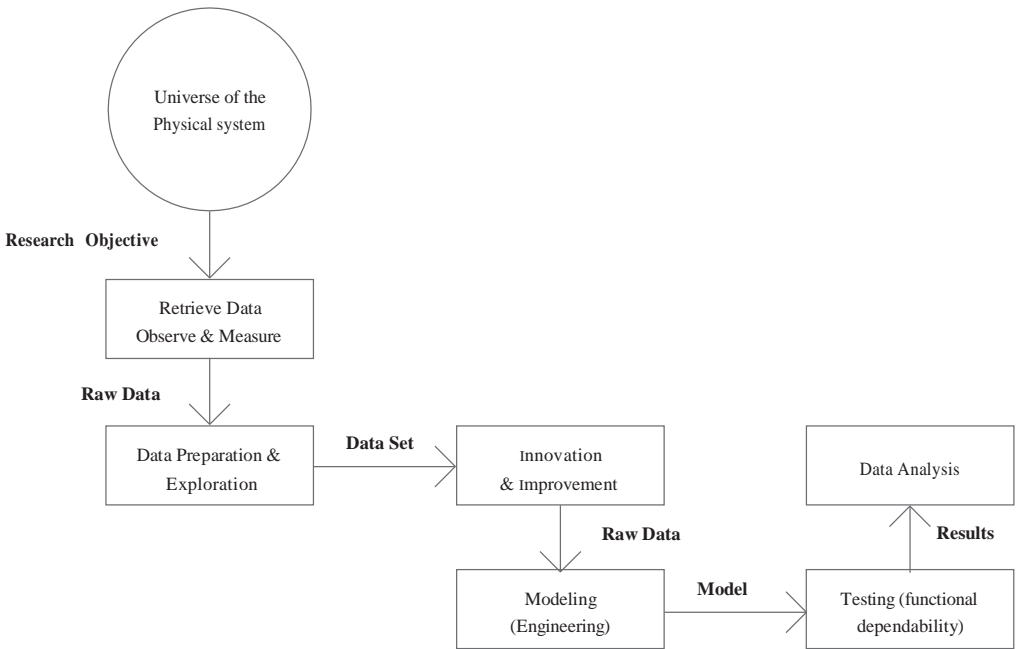 Universe of the
Physical system
Research Objective
Retrieve Data
Observe & Measure
Raw Data
Data Preparation &
Exploration
Data Set
Innovation
& Improvement
Raw Data
Modeling
(Engineering)
Model
Testing (functional
dependability)
Results
Data Analysis